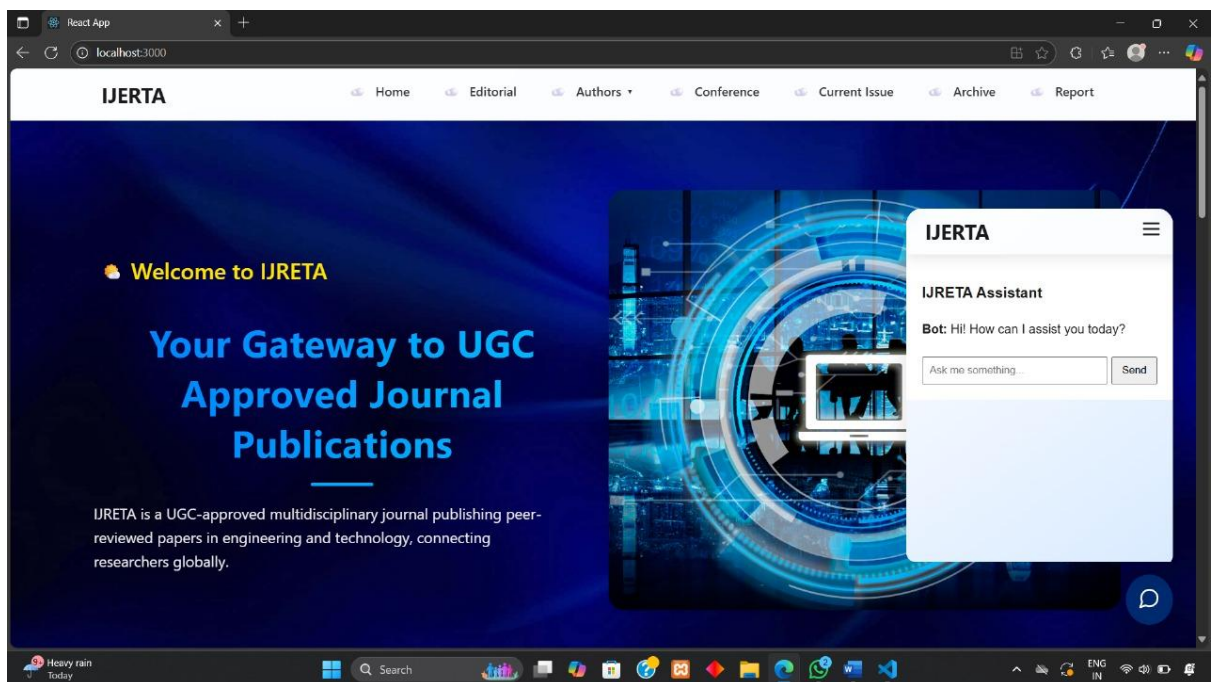 React App
localhost:3000
IJERTA
Home
Editorial
Authors
Conference
Current Issue
Archive
Report
Welcome to IJRETA
Your Gateway to UGC
Approved Journal
Publications
IJRETA is a UGC-approved multidisciplinary journal publishing peer-
reviewed papers in engineering and technology, connecting
researchers globally.
IJERTA
IJRETA Assistant
Bot: Hi! How can I assist you today?
Ask me something...
Send
Heavy rain
Today
Search
ENG
IN